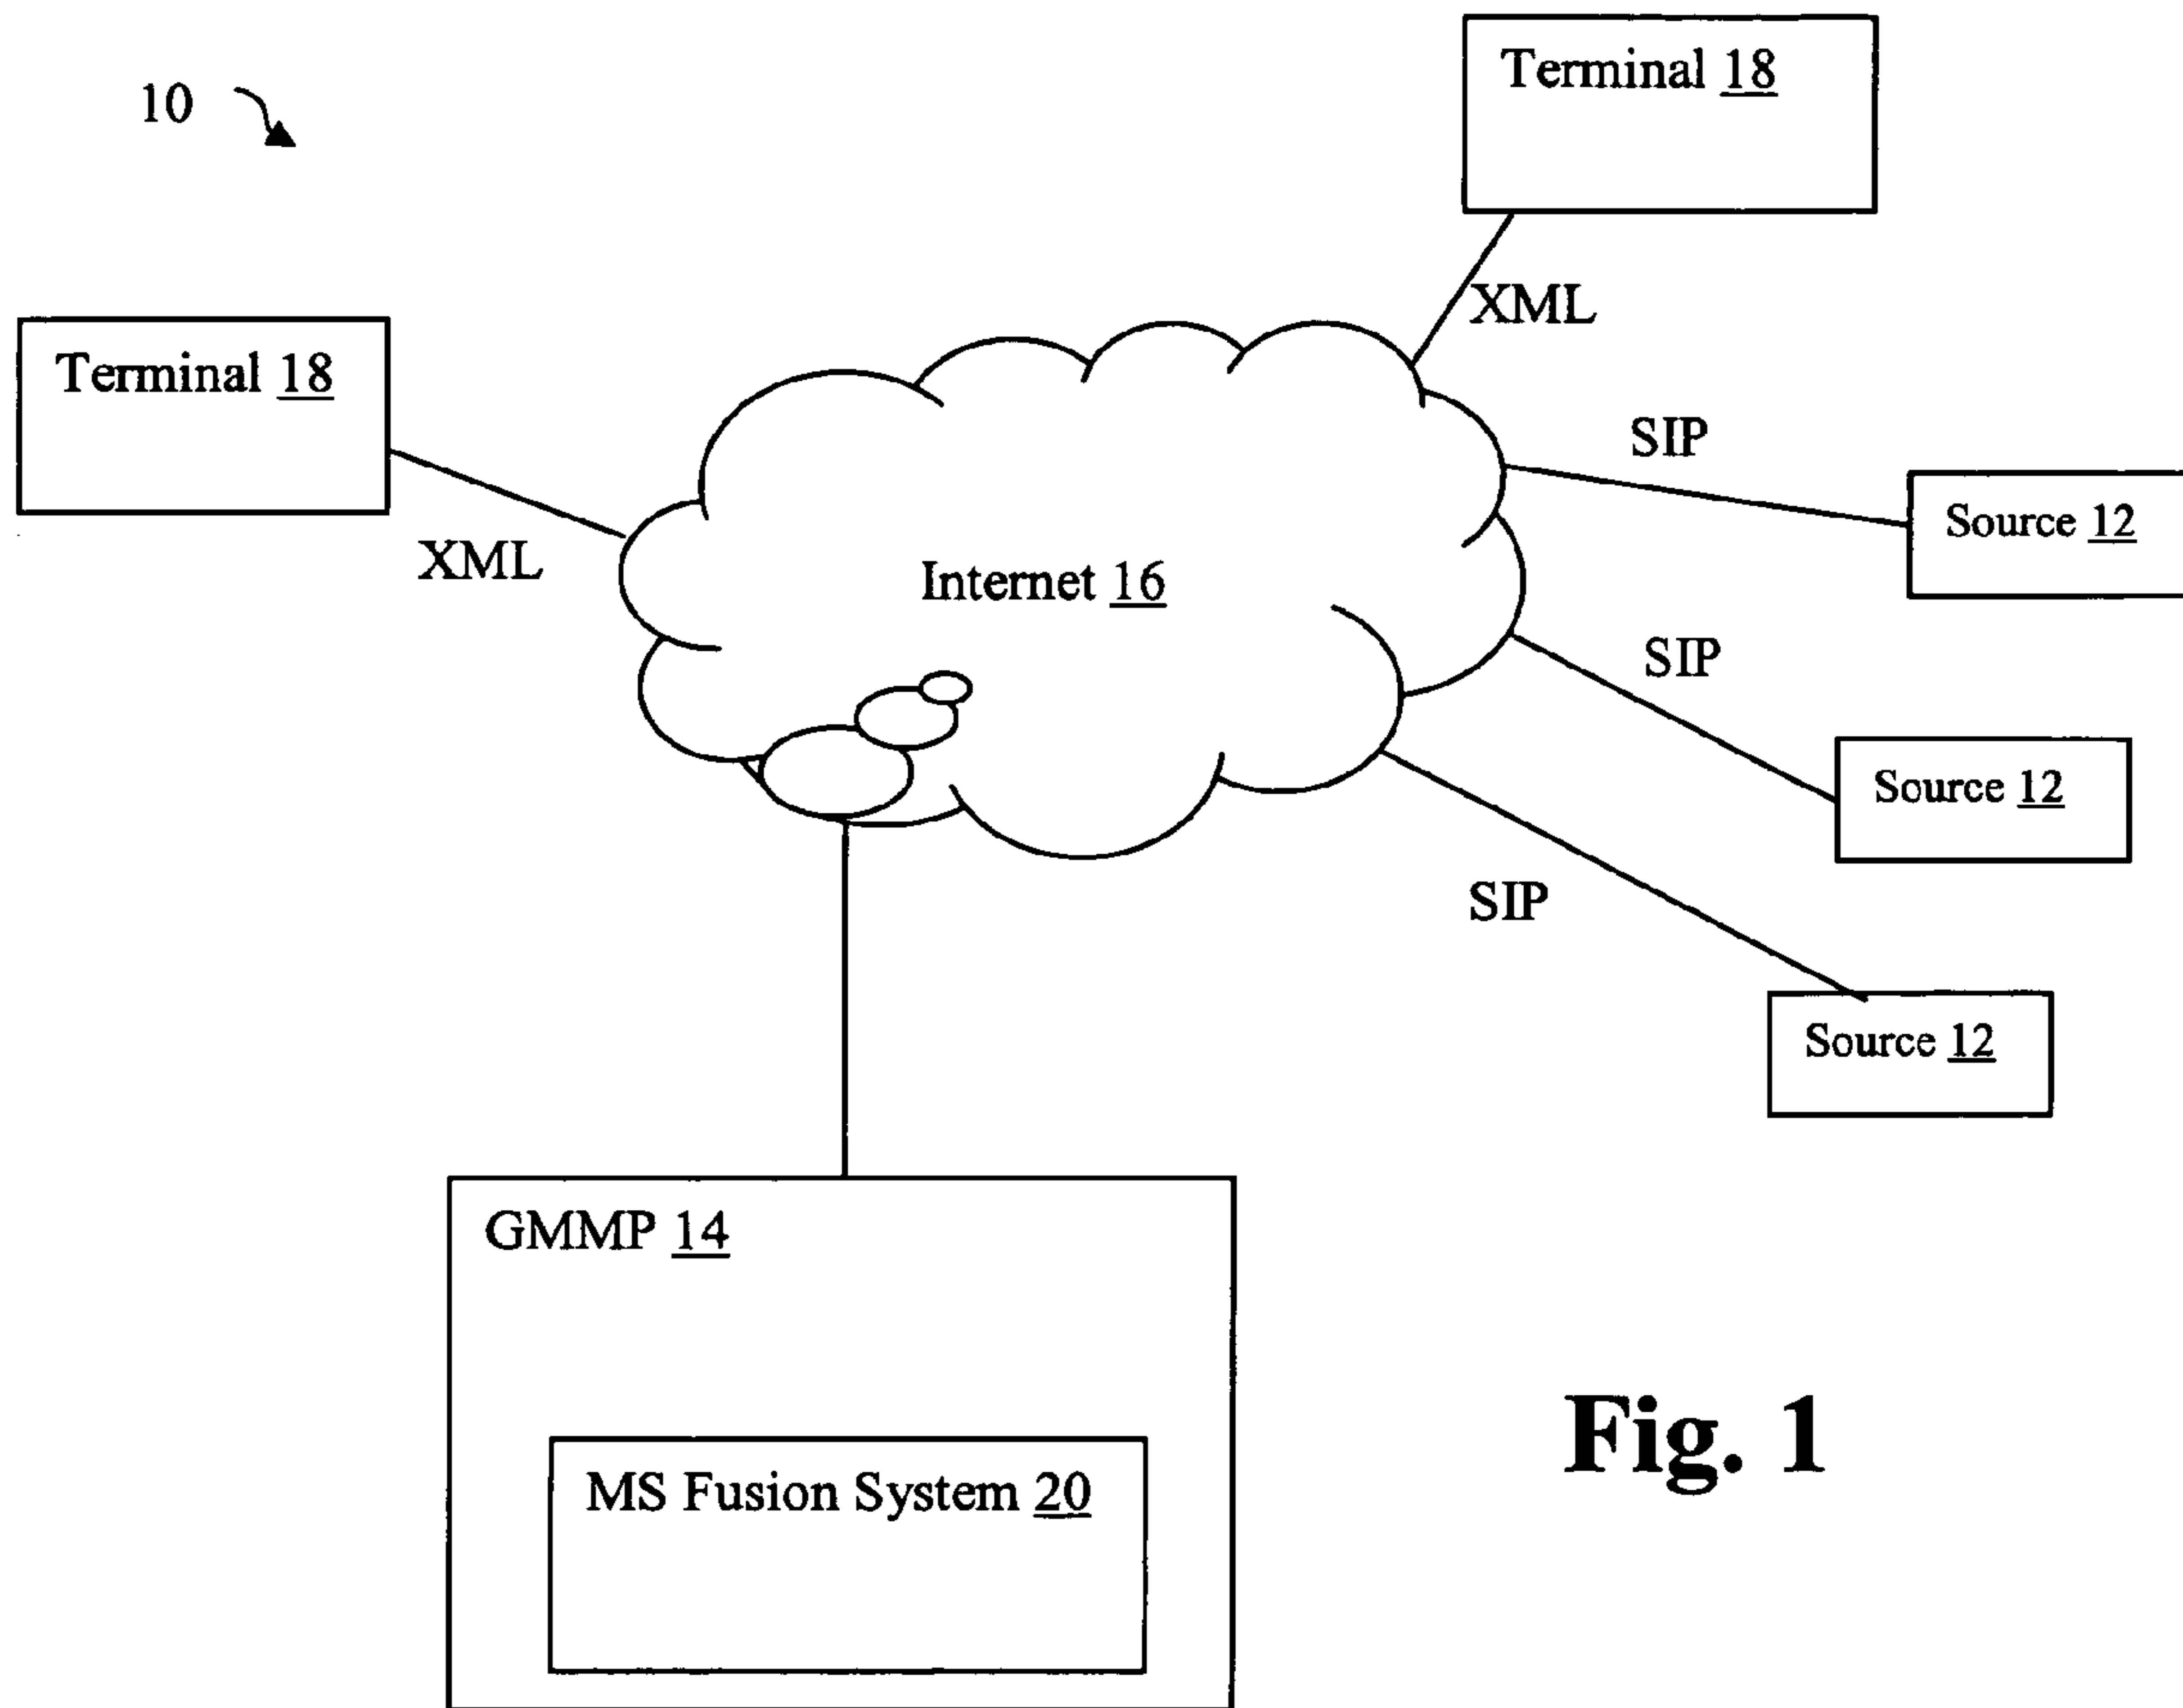 Terminal 18
10
XML
Terminal 18
SIP
Source 12
XML
Internet 16
SIP
Source 12
SIP
Source 12
GMMP 14
MS Fusion System 20
Fig. 1